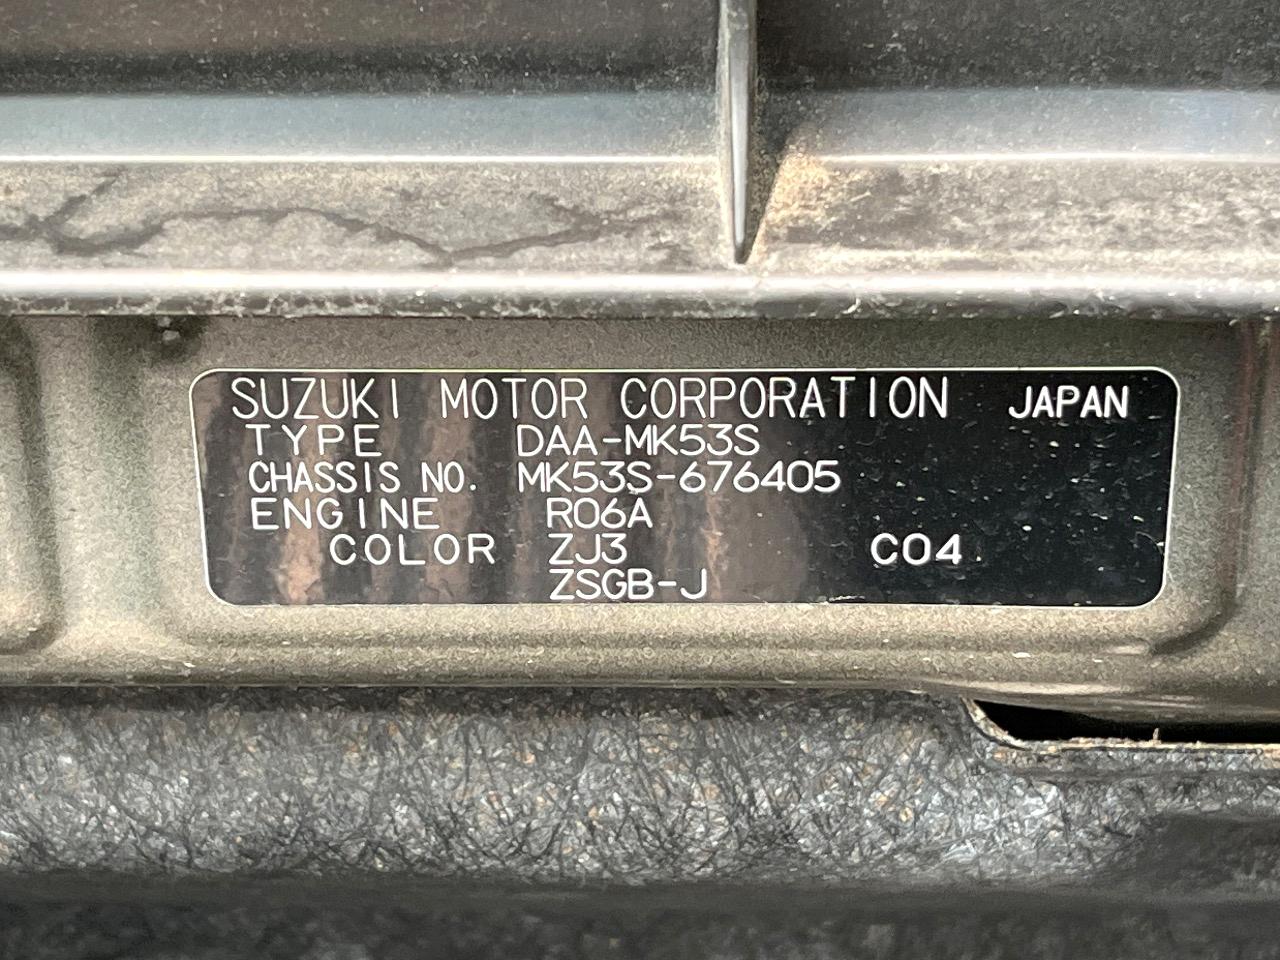 SUZUKI MOTOR CORPORATION JAPAN
TYPE DAA-MK53S
CHASSIS NO. MK53S-676405
ENGINE R06A
COLOR ZJ3 C04
ZSGB-J